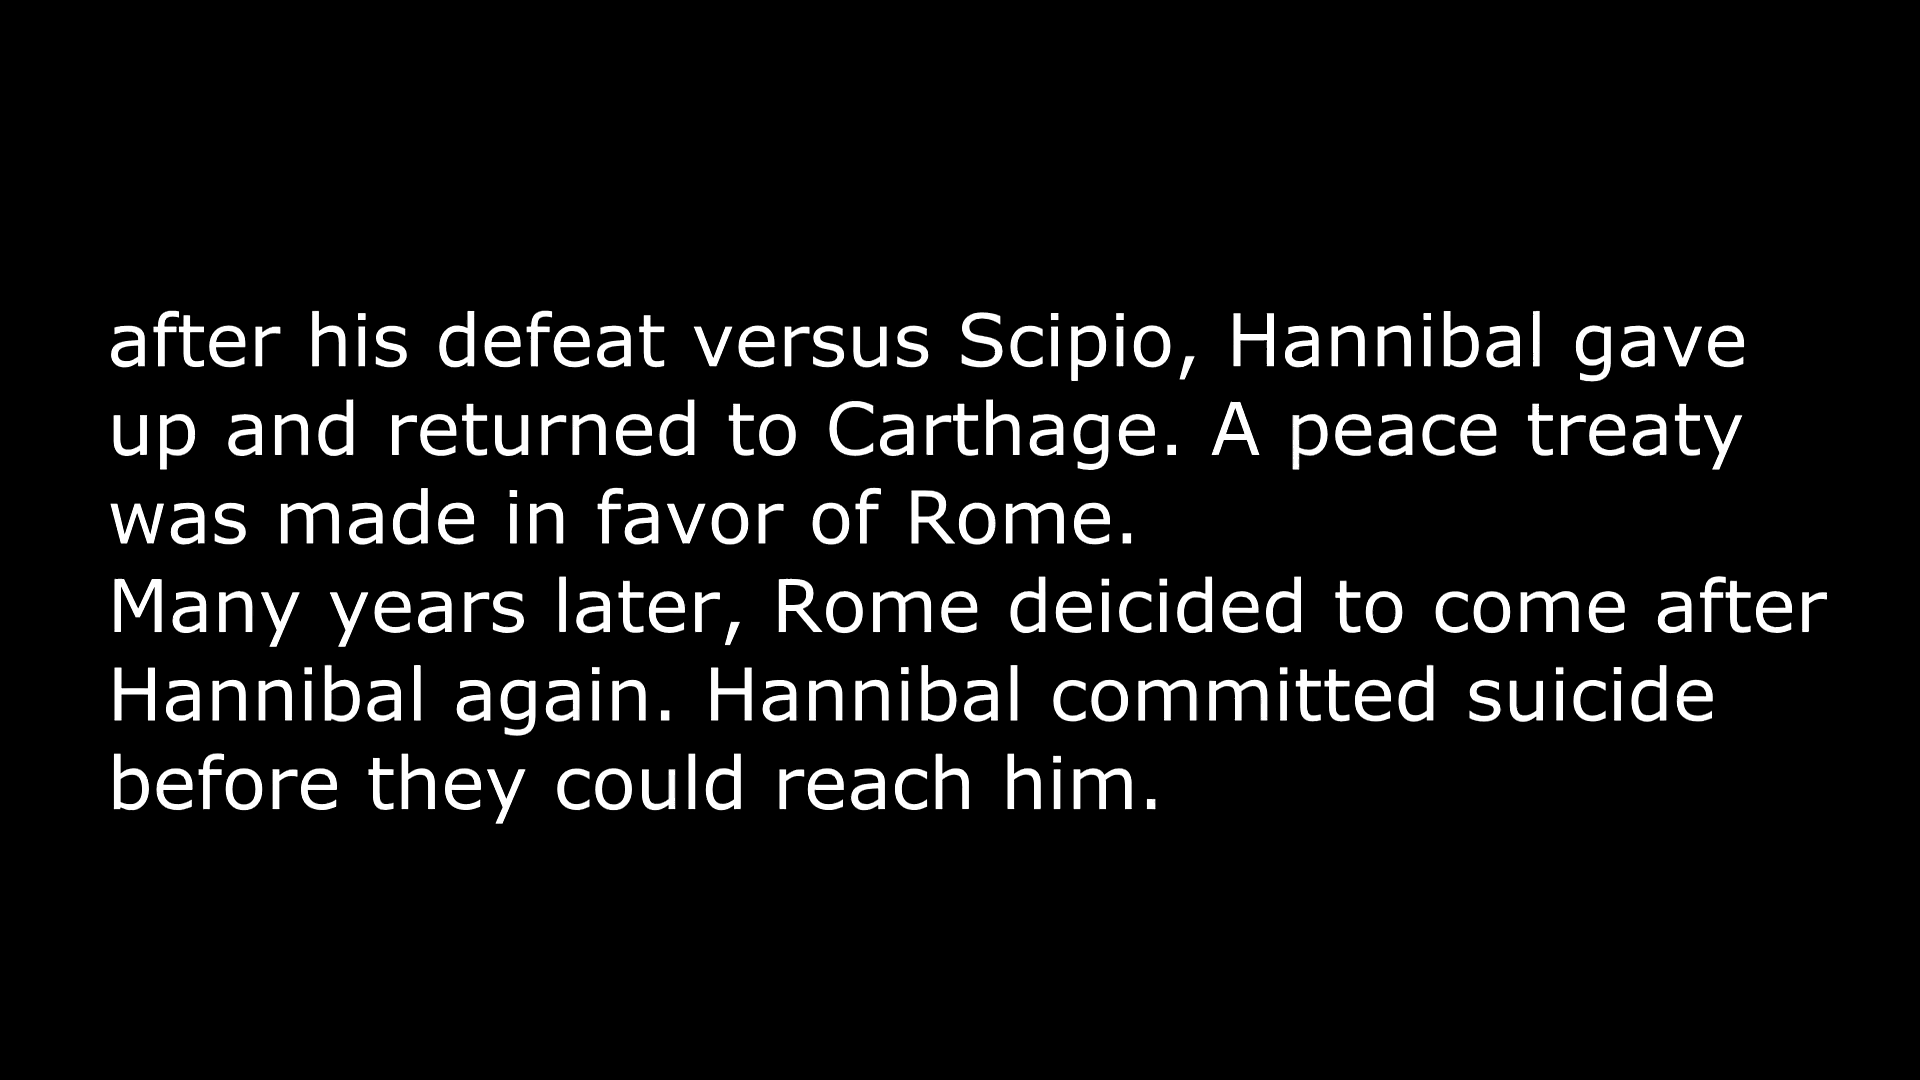 after his defeat versus Scipio, Hannibal gave
up and returned to Carthage. A peace treaty
was made in favor of Rome.
Many years later, Rome deicided to come after
Hannibal again. Hannibal committed suicide
before they could reach him.